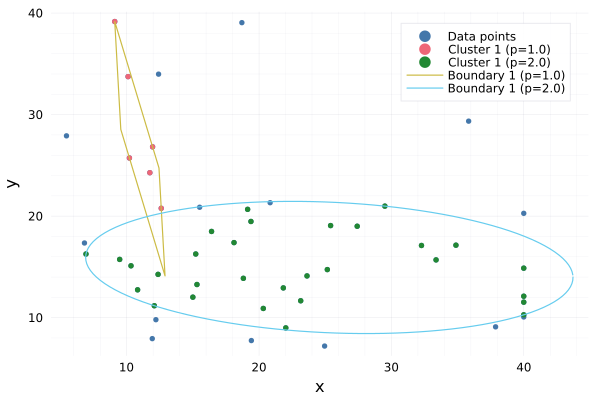 40
30
20
10
y
10
20
30
40
x
Data points
Cluster 1 (p=1.0)
Cluster 1 (p=2.0)
Boundary 1 (p=1.0)
Boundary 1 (p=2.0)